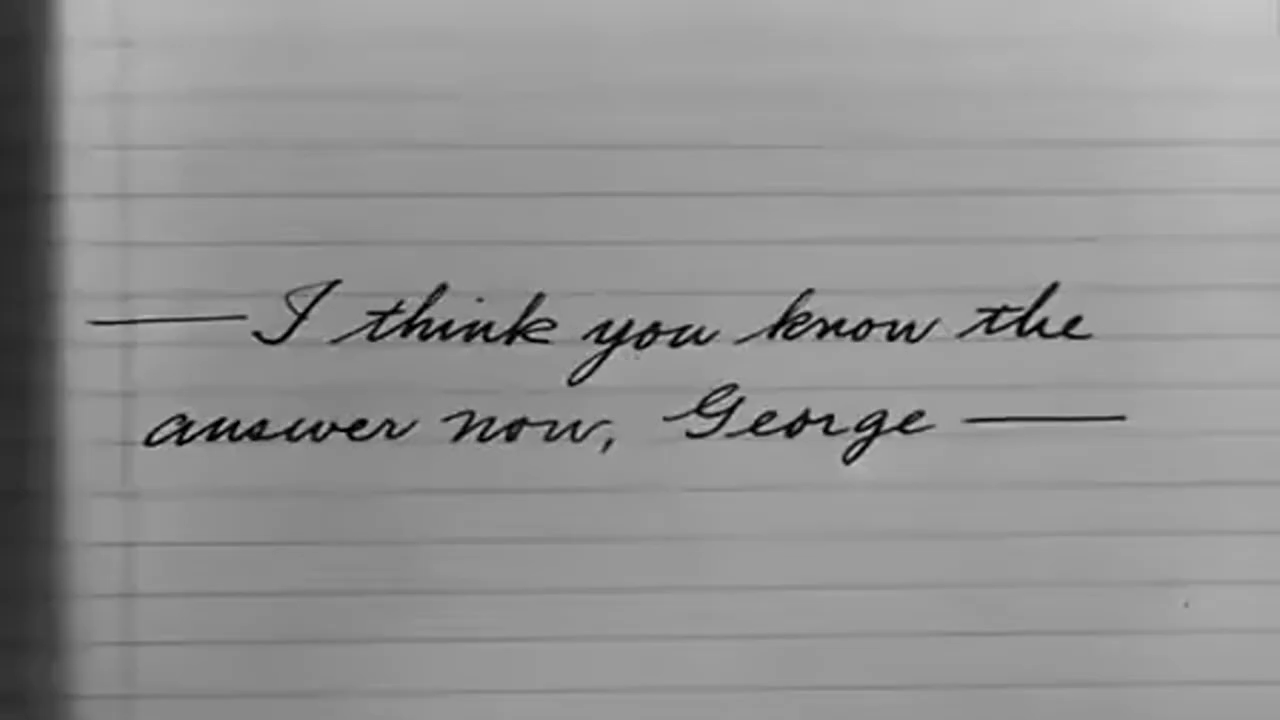 — I think you know the
answer now, George —